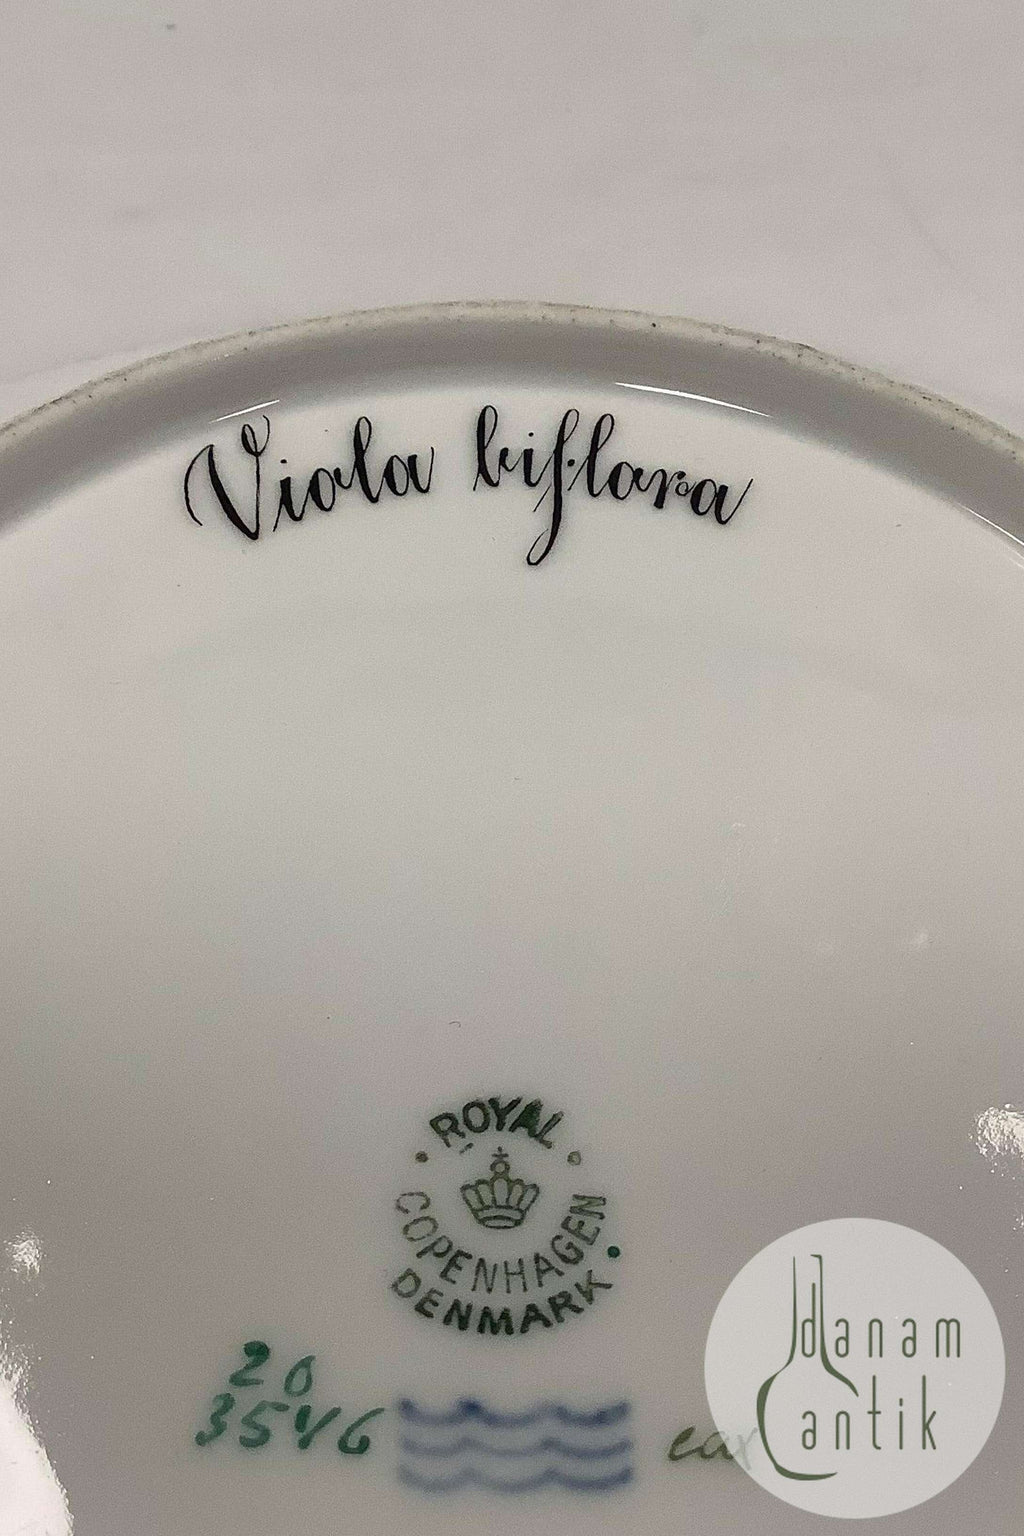 Viola biflora
ROYAL
COPENHAGEN
DENMARK
20
3546
danam
antik